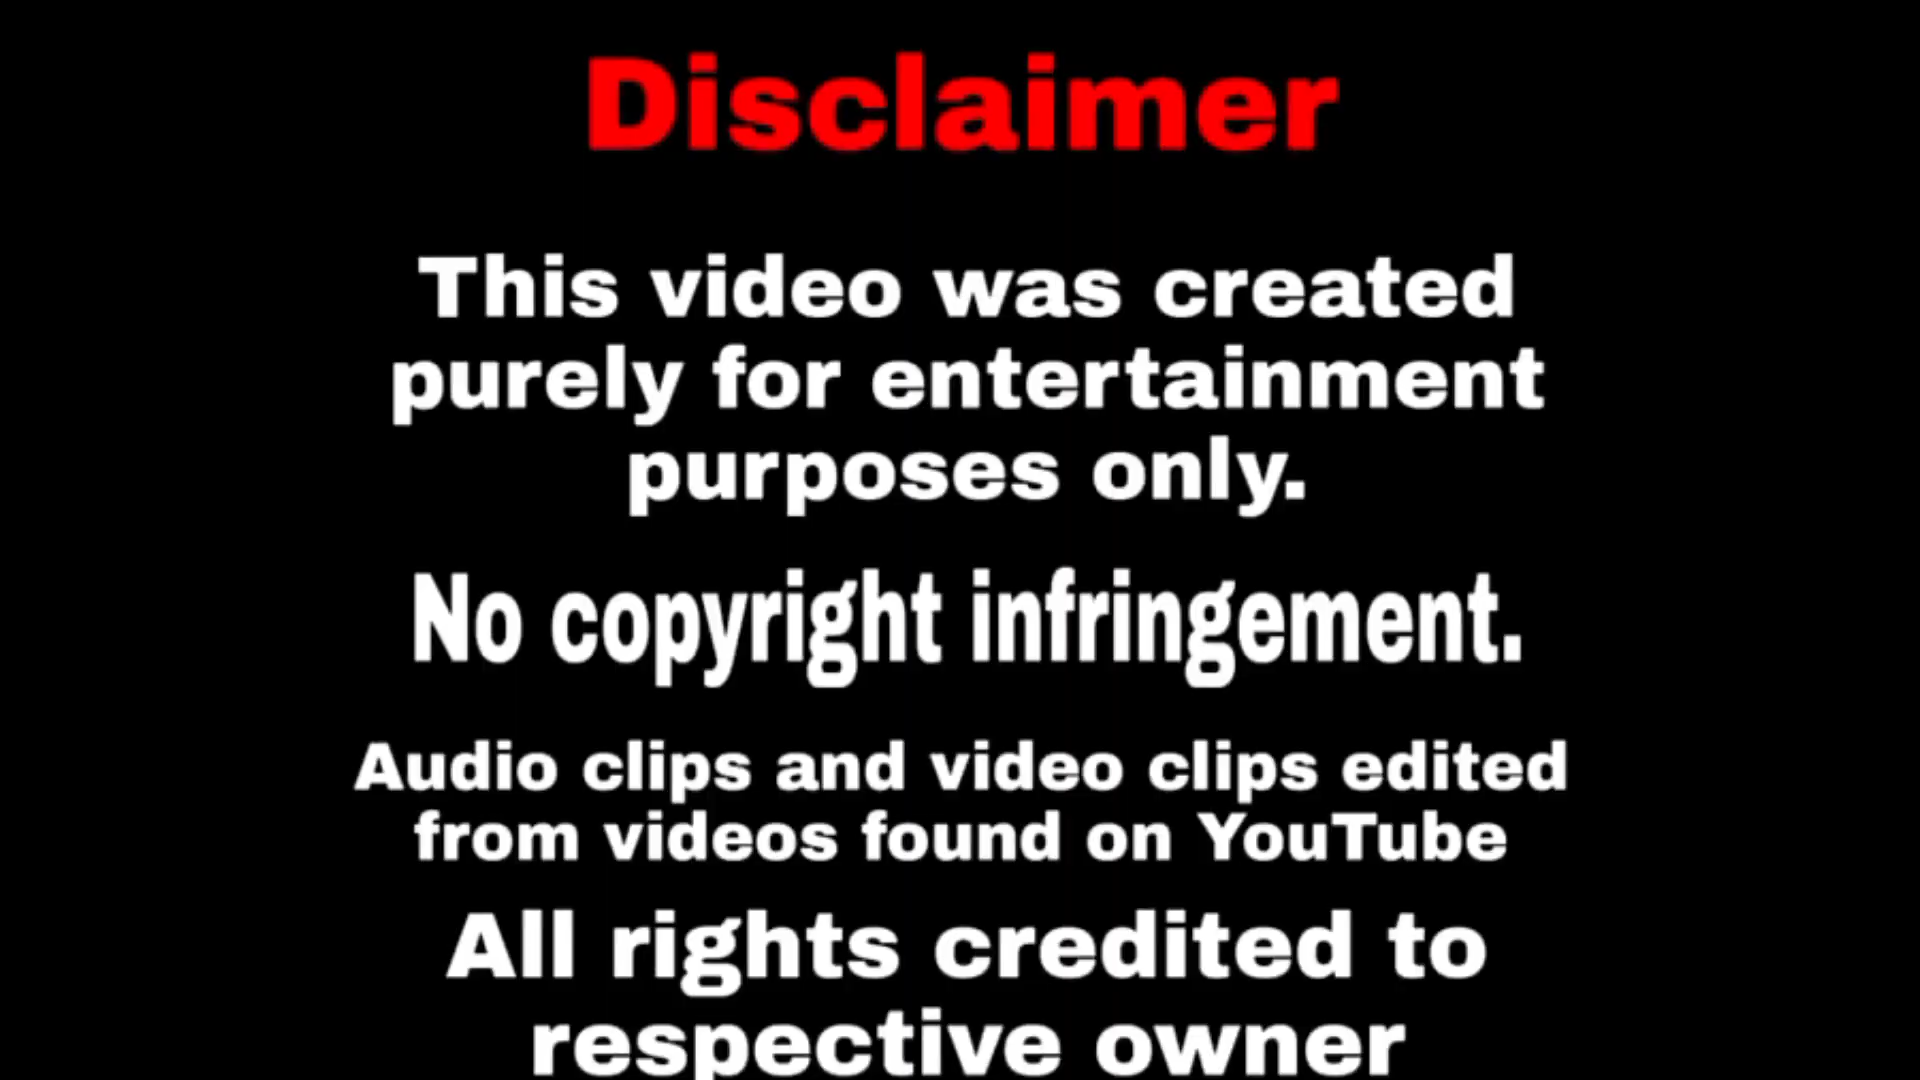 Disclaimer
This video was created
purely for entertainment
purposes only.
No copyright infringement.
Audio clips and video clips edited
from videos found on YouTube
All rights credited to
respective owner